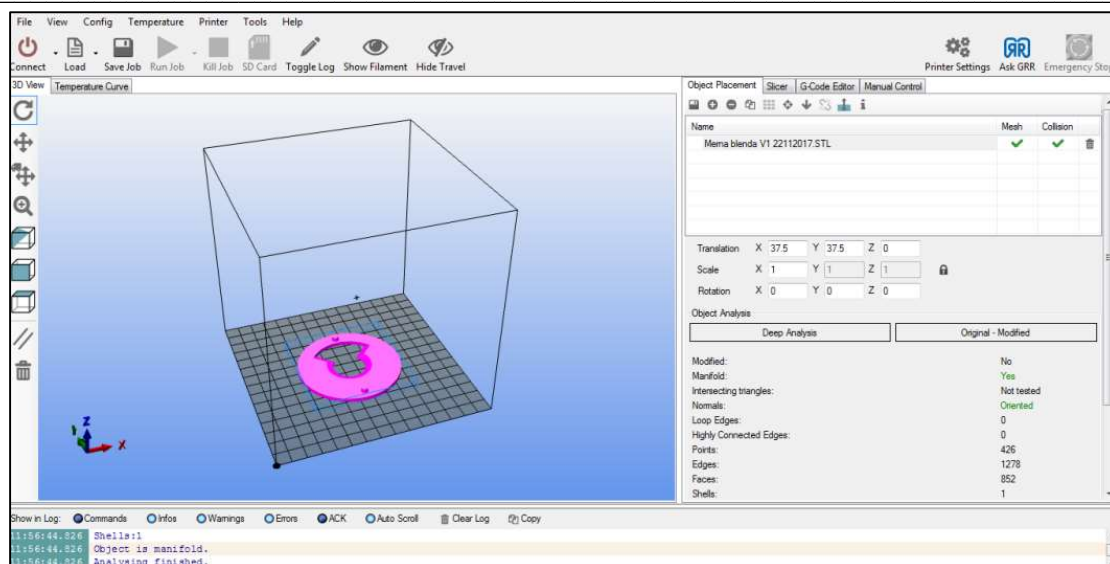 File View Config Temperature Printer Tools Help
Connect Load Save Job Run Job Kill Job SD Card Toggle Log Show Filament Hide Travel Printer Settings Ask GRR Emergency Stop
3D View Temperature Curve
Object Placement Slicer G-Code Editor Manual Control
Name Mesh Collision
Mema blenda V1 22112017.STL
Translation X 37.5 Y 37.5 Z 0
Scale X 1 Y 1 Z 1
Rotation X 0 Y 0 Z 0
Object Analysis
Deep Analysis Original - Modified
Modified: No
Manifold: Yes
Intersecting triangles: Not tested
Normals: Oriented
Loop Edges: 0
Highly Connected Edges: 0
Points: 426
Edges: 1278
Faces: 852
Shells: 1
Z
X
Show in Log: Commands Infos Warnings Errors ACK Auto Scroll Clear Log Copy
11:56:44.826 Shells:1
11:56:44.826 Object is manifold.
11:56:44.826 Analysing finished.